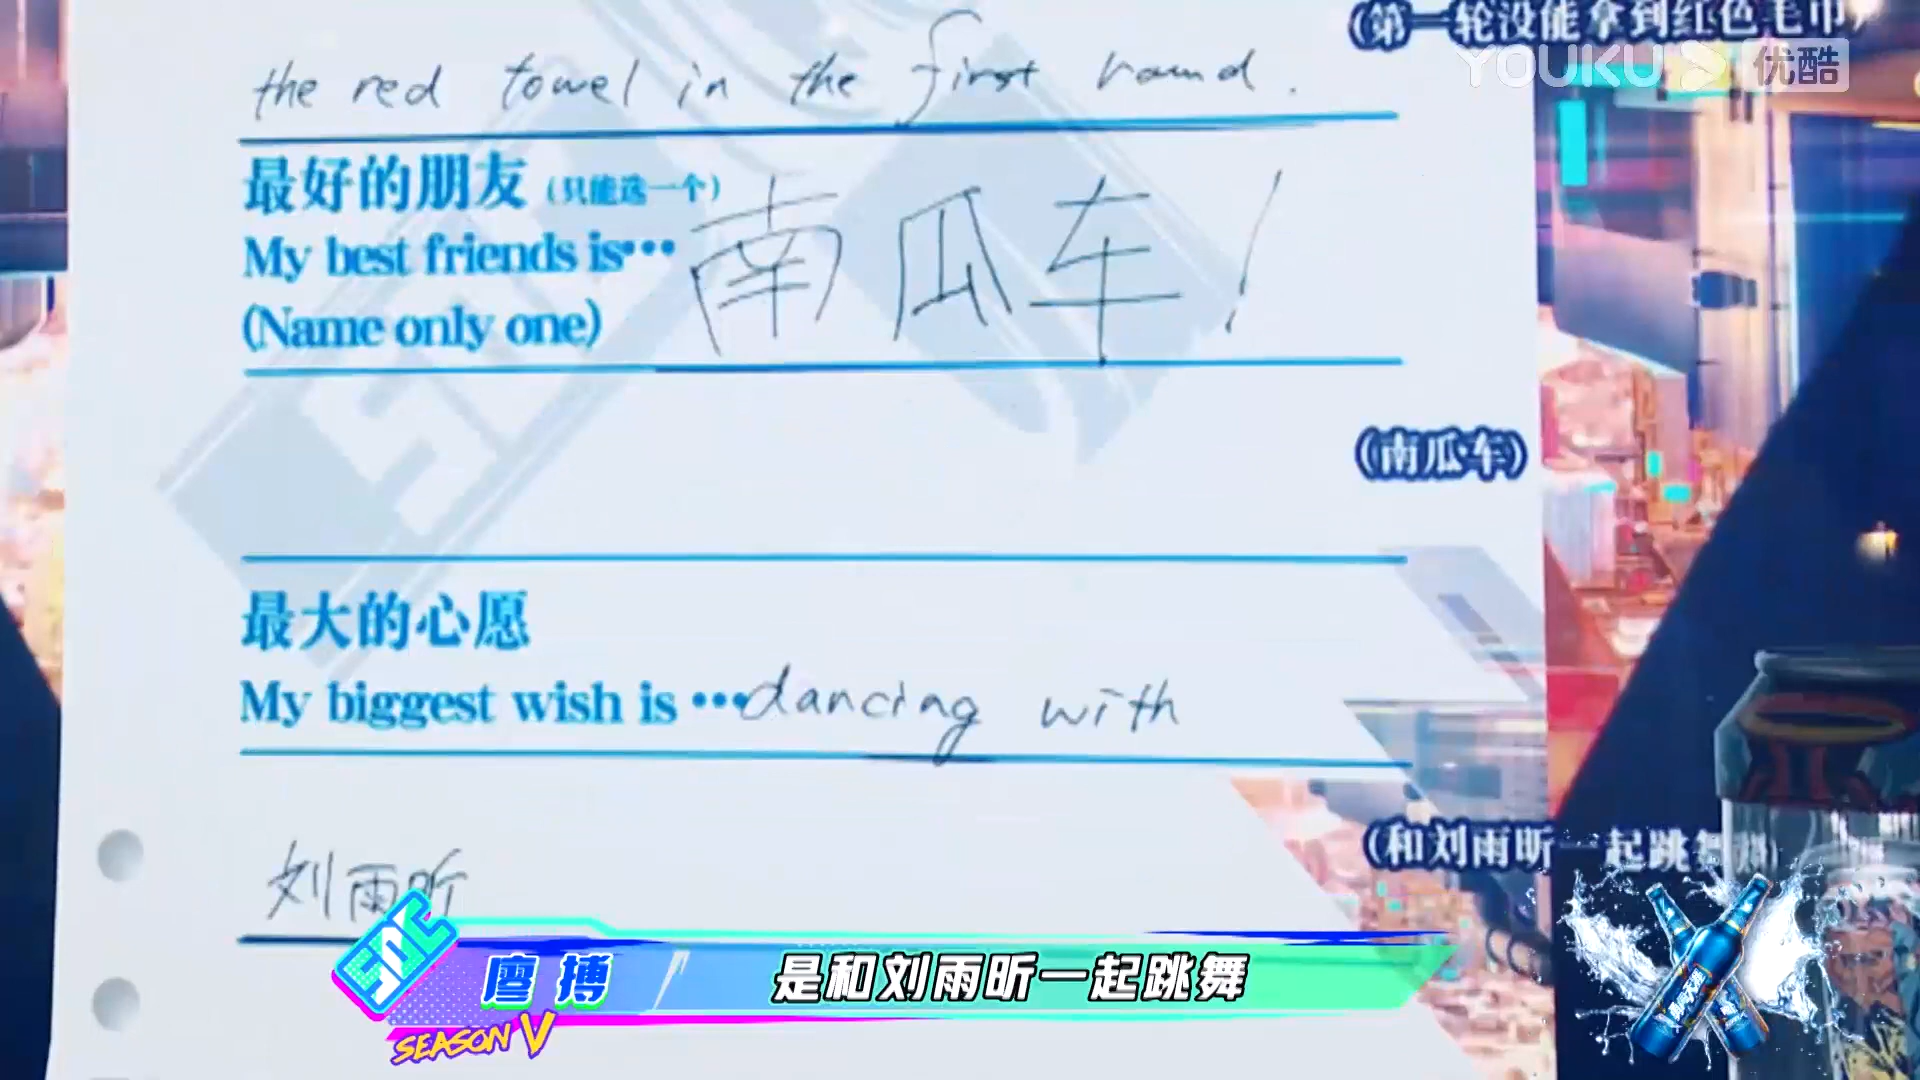 (第一轮没能拿到红色毛巾)
YOUKU 优酷
the red towel in the first round.
最好的朋友(只能选一个)
My best friends is…
(Name only one)
南瓜车!
(南瓜车)
最大的心愿
My biggest wish is …dancing with
刘雨昕
(和刘雨昕一起跳舞
SDC
SEASON V
廖搏 是和刘雨昕一起跳舞